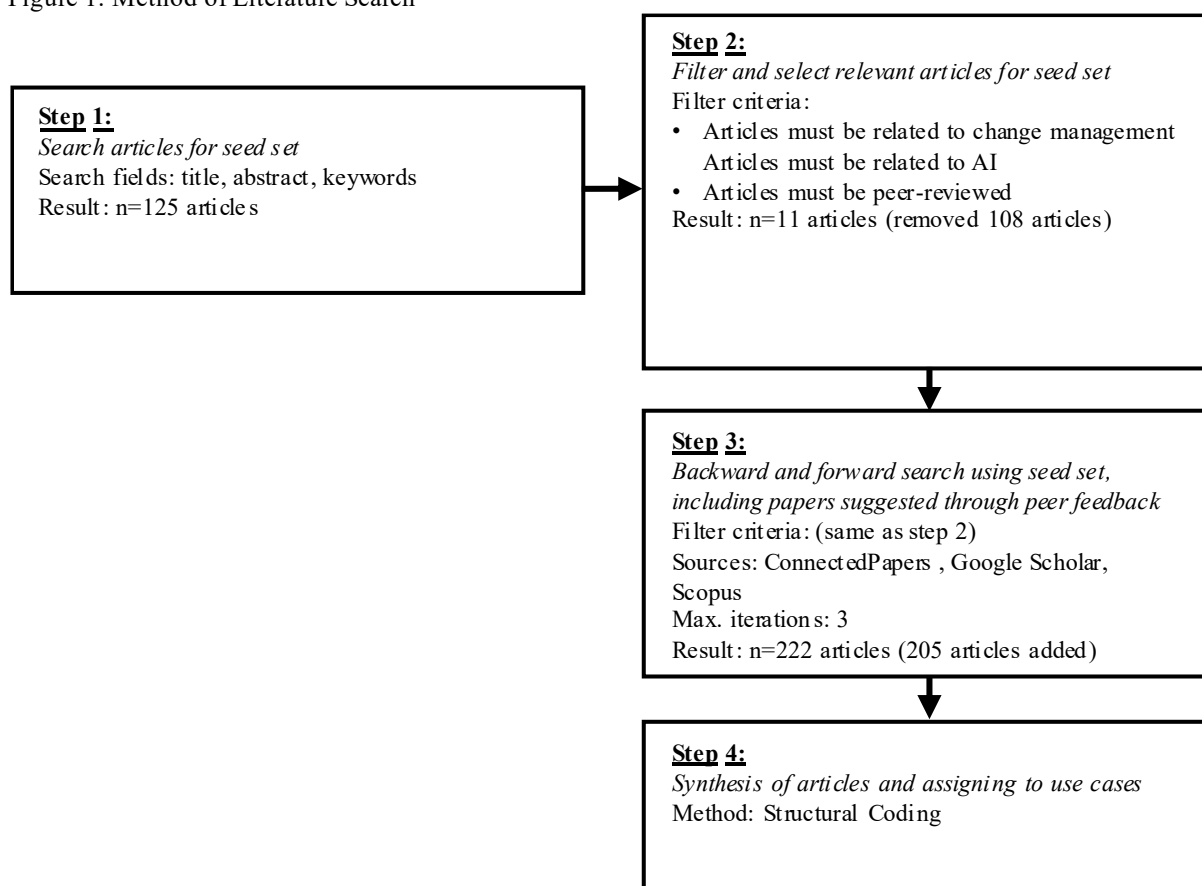 Figure 1: Method of Literature Search
Step 1:
Search articles for seed set
Search fields: title, abstract, keywords
Result: n=125 articles
Step 2:
Filter and select relevant articles for seed set
Filter criteria:
• Articles must be related to change management
Articles must be related to AI
• Articles must be peer-reviewed
Result: n=11 articles (removed 108 articles)
Step 3:
Backward and forward search using seed set,
including papers suggested through peer feedback
Filter criteria: (same as step 2)
Sources: ConnectedPapers , Google Scholar,
Scopus
Max. iterations: 3
Result: n=222 articles (205 articles added)
Step 4:
Synthesis of articles and assigning to use cases
Method: Structural Coding